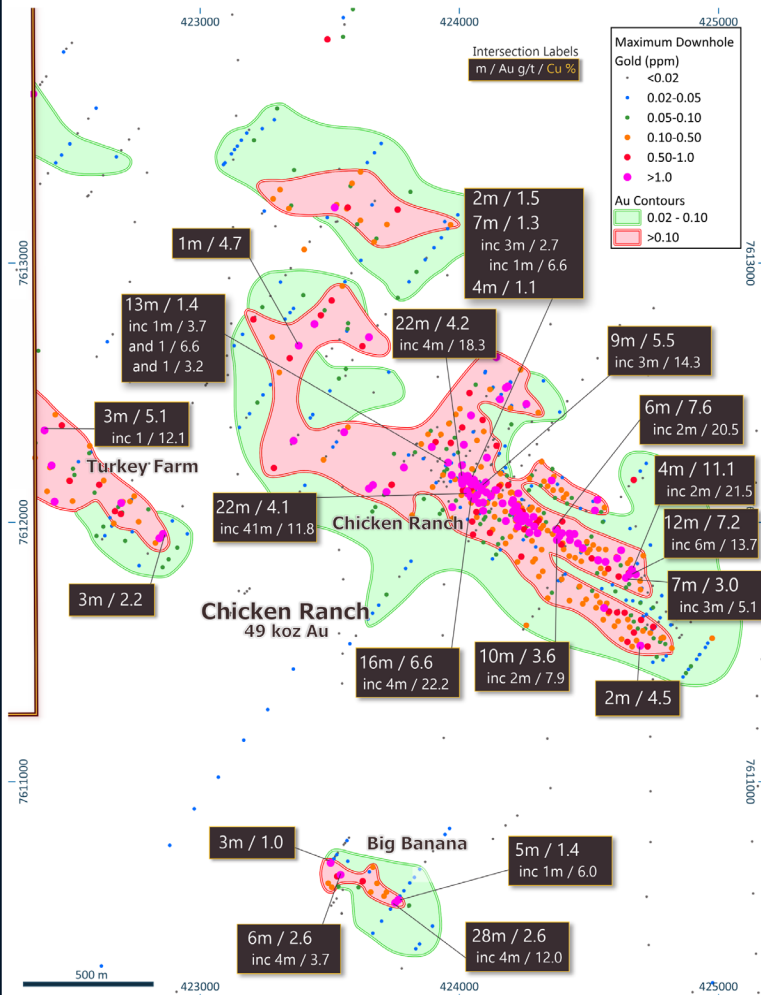 423000
424000
425000
Intersection Labels
m / Au g/t / Cu %
Maximum Downhole
Gold (ppm)
<0.02
0.02-0.05
0.05-0.10
0.10-0.50
0.50-1.0
>1.0
Au Contours
0.02 - 0.10
>0.10
7613000
7613000
2m / 1.5
7m / 1.3
inc 3m / 2.7
inc 1m / 6.6
4m / 1.1
1m / 4.7
13m / 1.4
inc 1m / 3.7
and 1 / 6.6
and 1 / 3.2
22m / 4.2
inc 4m / 18.3
9m / 5.5
inc 3m / 14.3
3m / 5.1
inc 1 / 12.1
6m / 7.6
inc 2m / 20.5
Turkey Farm
4m / 11.1
inc 2m / 21.5
22m / 4.1
inc 41m / 11.8
Chicken Ranch
12m / 7.2
inc 6m / 13.7
7612000
7612000
3m / 2.2
7m / 3.0
inc 3m / 5.1
Chicken Ranch
49 koz Au
16m / 6.6
inc 4m / 22.2
10m / 3.6
inc 2m / 7.9
2m / 4.5
7611000
7611000
3m / 1.0
Big Banana
5m / 1.4
inc 1m / 6.0
6m / 2.6
inc 4m / 3.7
28m / 2.6
inc 4m / 12.0
500 m
423000
424000
425000